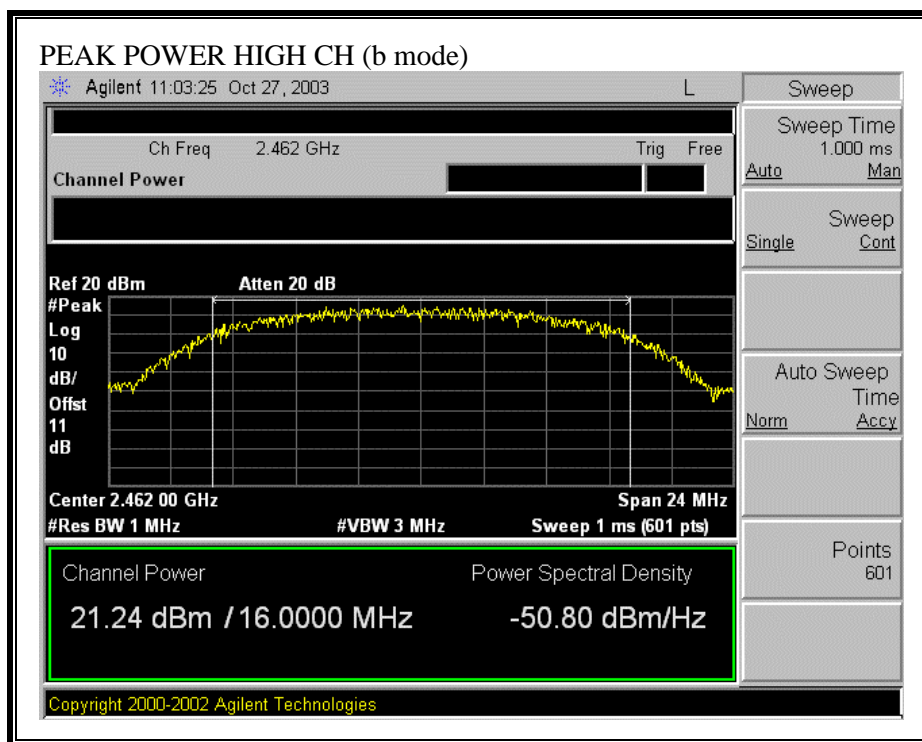 PEAK POWER HIGH CH (b mode)
Agilent 11:03:25 Oct 27, 2003 L
Ch Freq 2.462 GHz Trig Free
Channel Power
Ref 20 dBm Atten 20 dB
#Peak
Log
10
dB/
Offst
11
dB
Center 2.462 00 GHz Span 24 MHz
#Res BW 1 MHz #VBW 3 MHz Sweep 1 ms (601 pts)
Channel Power Power Spectral Density
21.24 dBm / 16.0000 MHz -50.80 dBm/Hz
Copyright 2000-2002 Agilent Technologies
Sweep
Sweep Time
1.000 ms
Auto Man
Sweep
Single Cont
Auto Sweep
Time
Norm Accy
Points
601